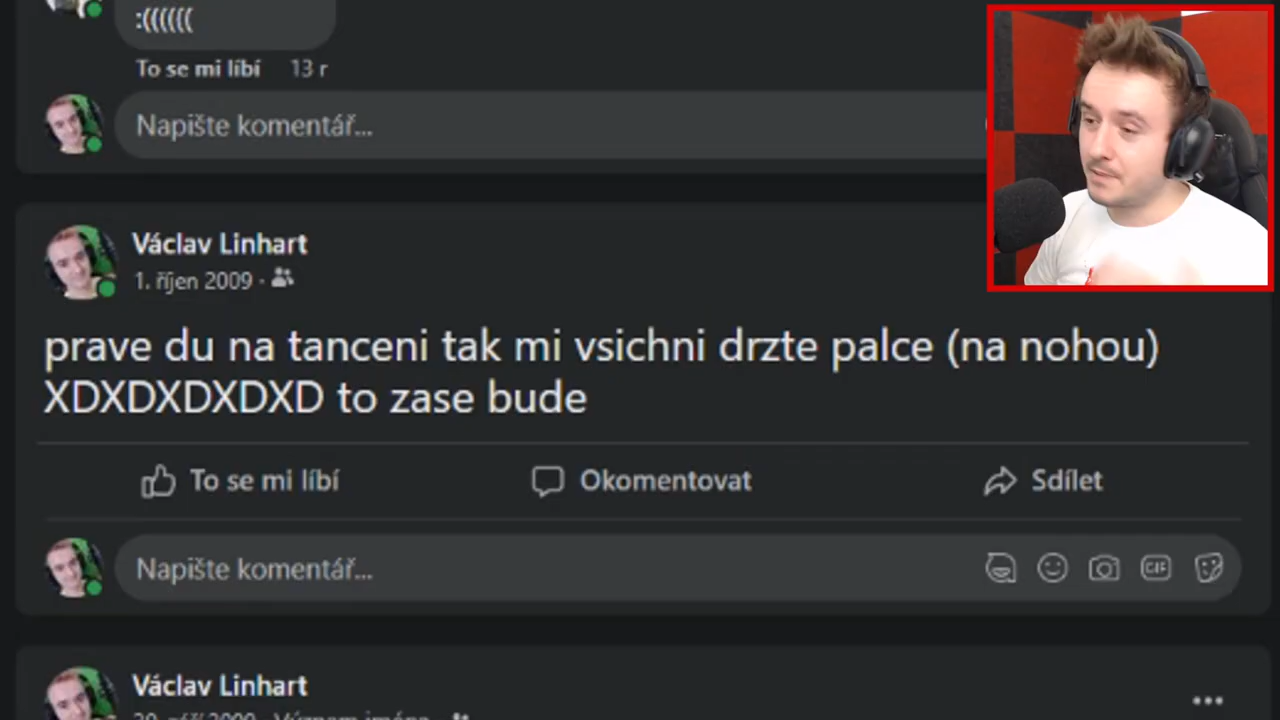 :((((((
To se mi líbí 13 r
Napište komentář...
Václav Linhart
1. říjen 2009 ·
prave du na tanceni tak mi vsichni drzte palce (na nohou)
XDXDXDXDXD to zase bude
To se mi líbí Okomentovat Sdílet
Napište komentář...
GIF
Václav Linhart